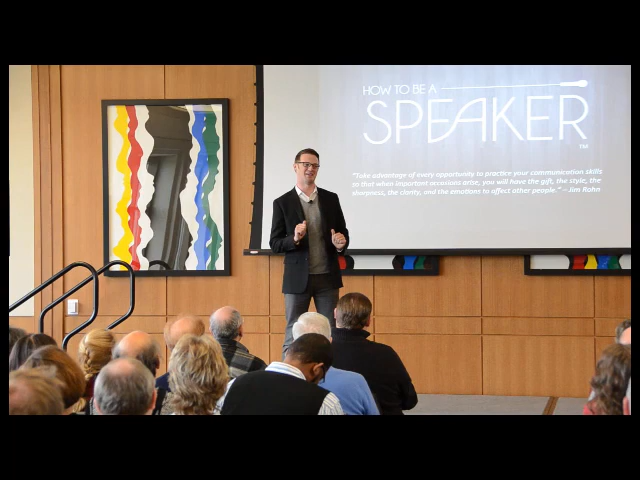 HOW TO BE A
SPEAKER
TM
"Take advantage of every opportunity to practice your communication skills
so that when important occasions arise, you will have the gift, the style, the
sharpness, the clarity, and the emotions to affect other people." – Jim Rohn